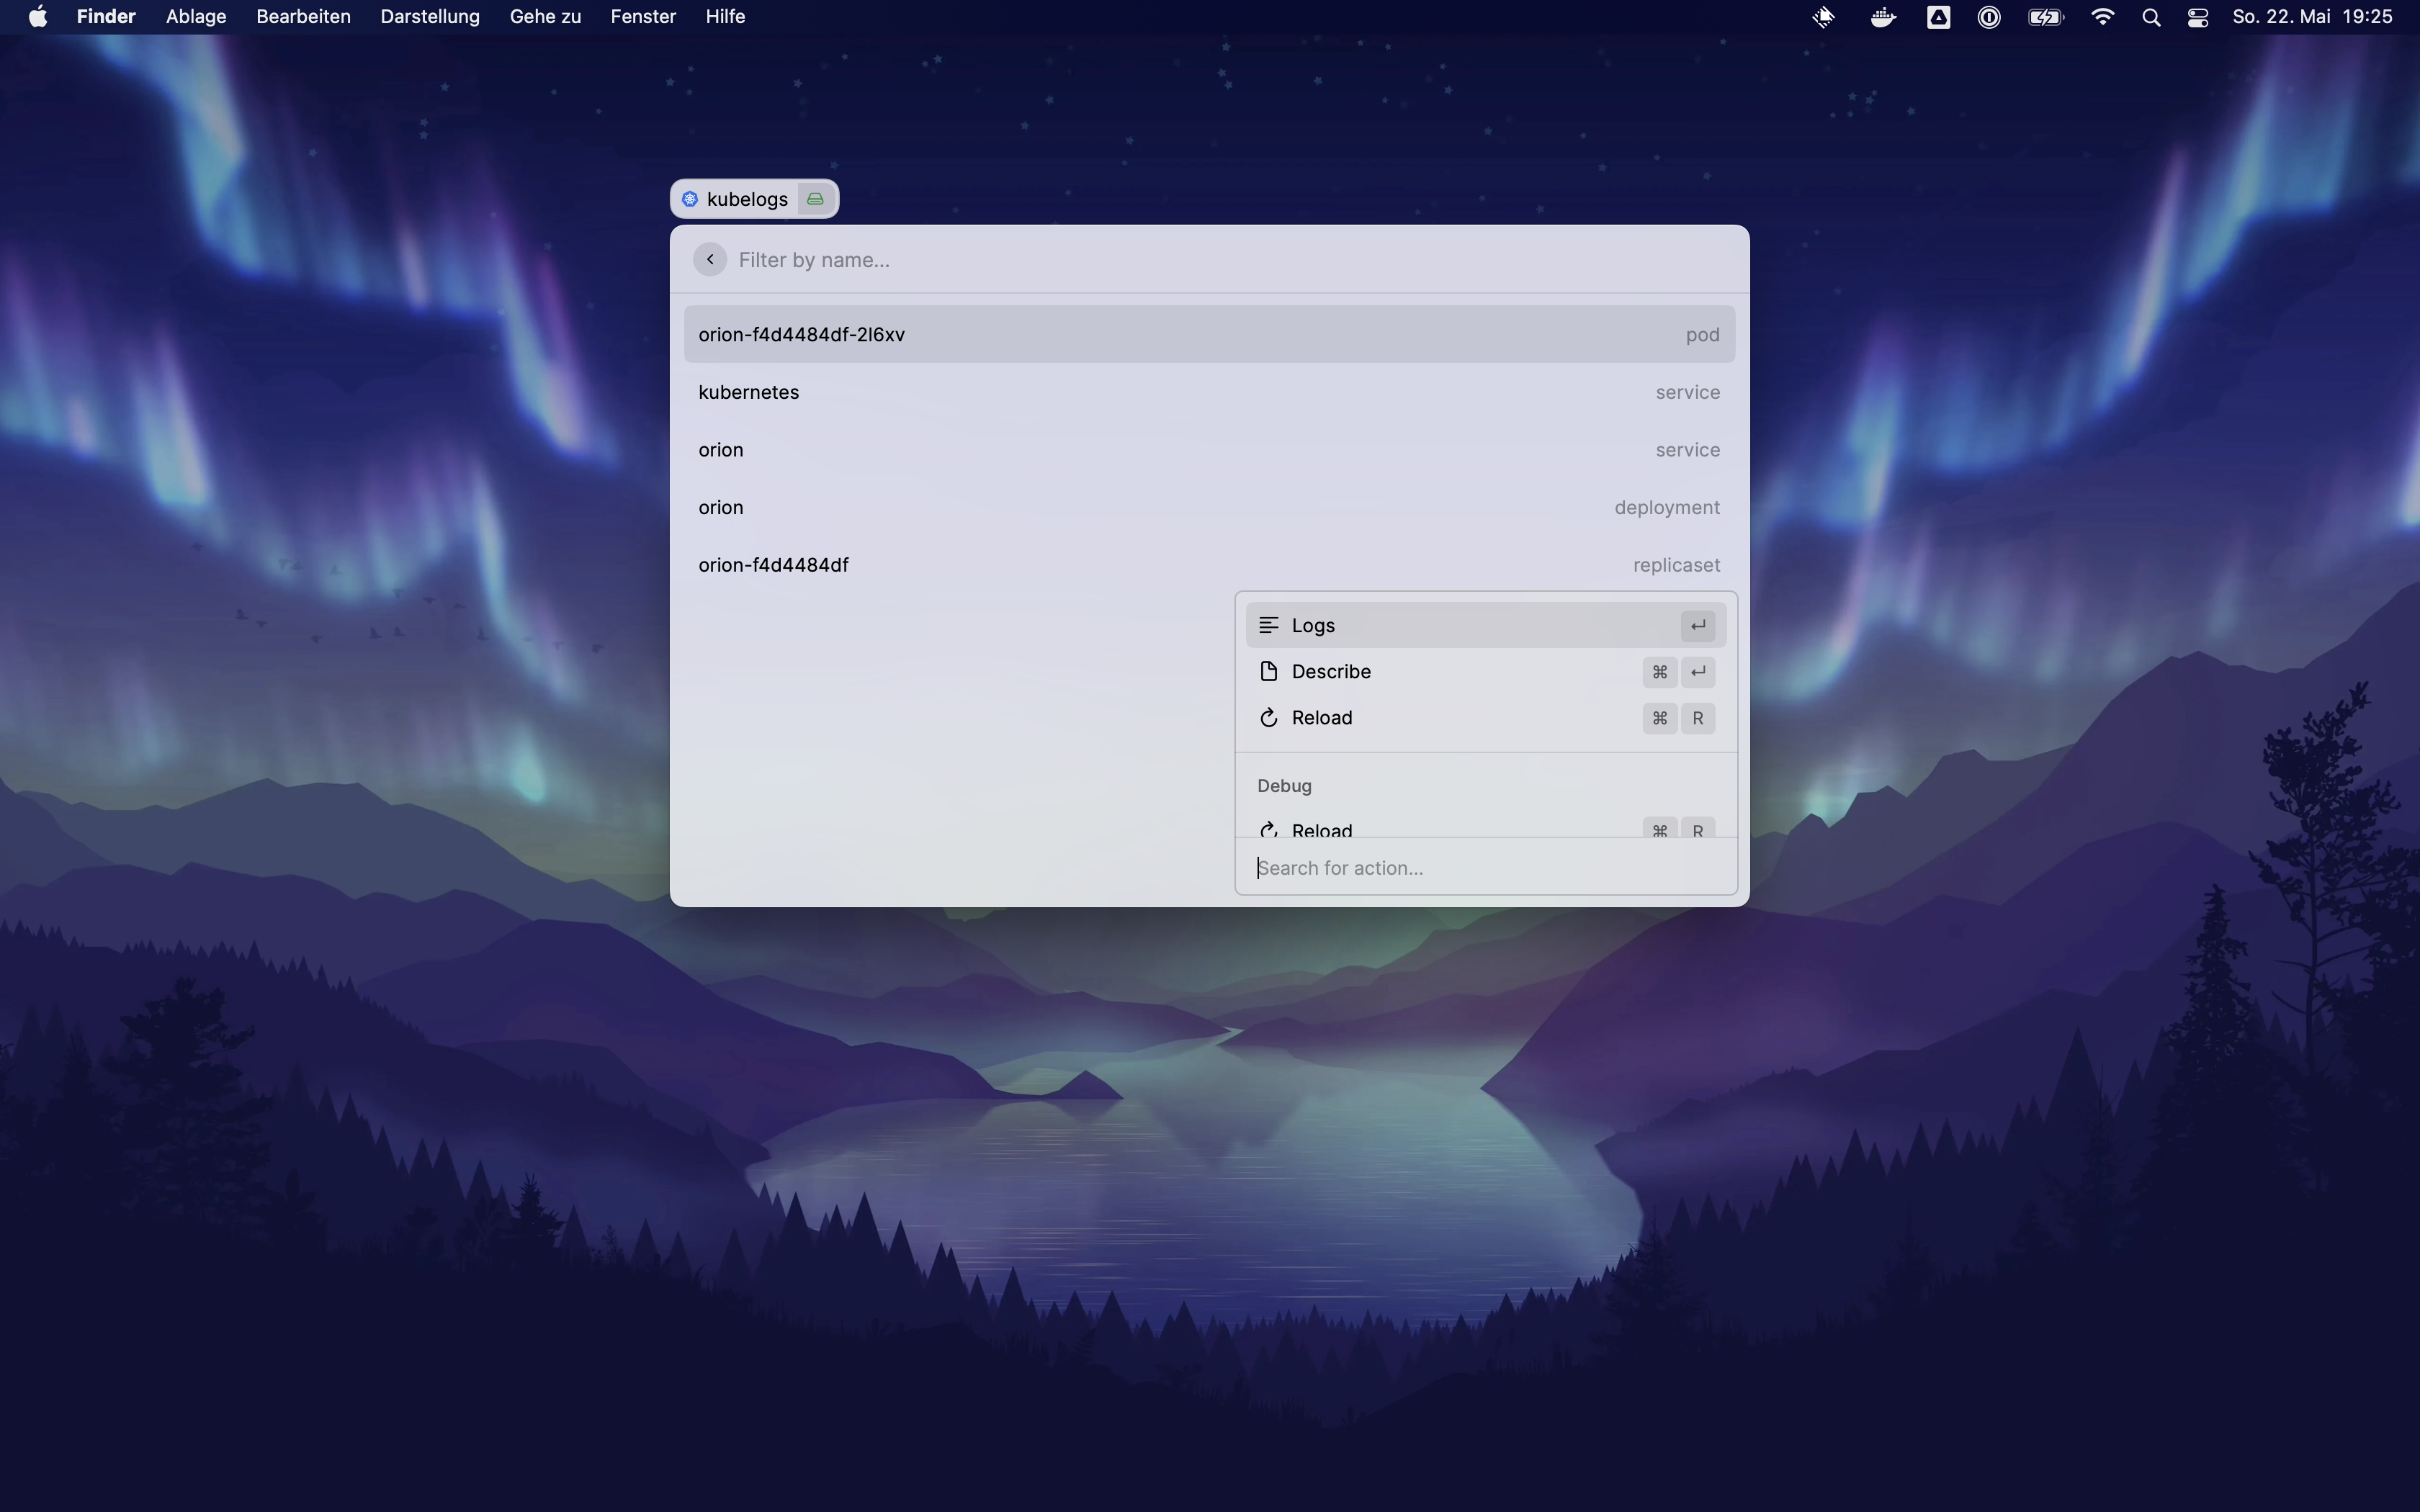 Finder Ablage Bearbeiten Darstellung Gehe zu Fenster Hilfe So. 22. Mai 19:25
kubelogs
Filter by name...
orion-f4d4484df-2l6xv pod
kubernetes service
orion service
orion deployment
orion-f4d4484df replicaset
Logs ↵
Describe ⌘ ↵
Reload ⌘ R
Debug
Reload ⌘ R
Search for action...